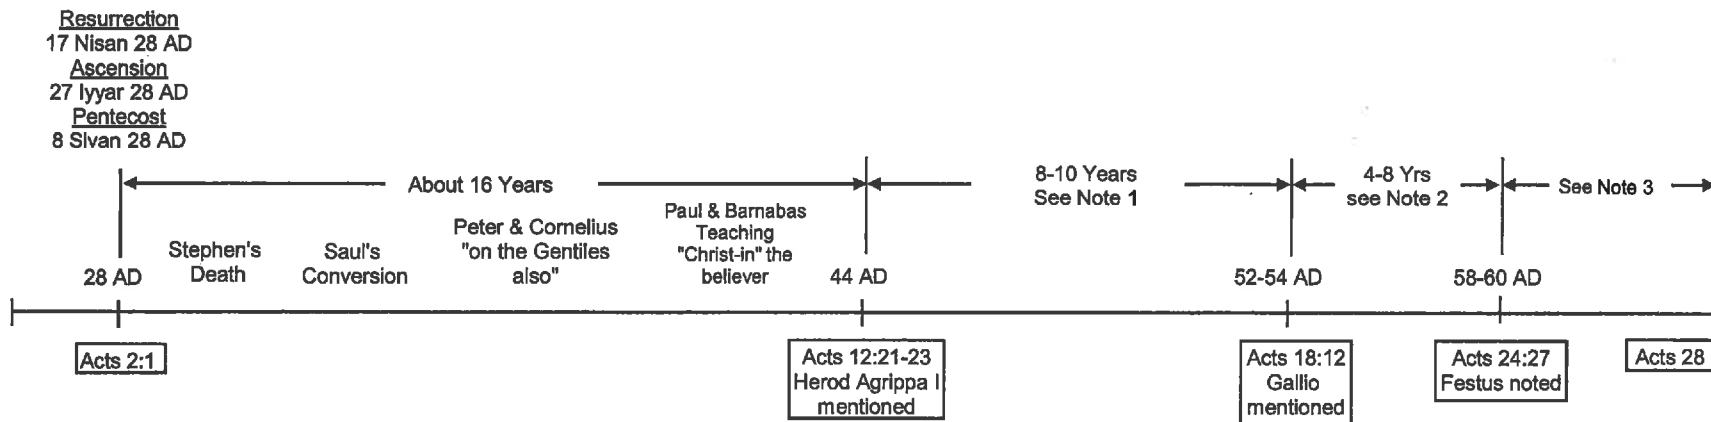 Resurrection
17 Nisan 28 AD
Ascension
27 Iyyar 28 AD
Pentecost
8 Sivan 28 AD
About 16 Years
8-10 Years
See Note 1
4-8 Yrs
see Note 2
See Note 3
28 AD
Stephen's
Death
Saul's
Conversion
Peter & Cornelius
"on the Gentiles
also"
Paul & Barnabas
Teaching
"Christ-in" the
believer
44 AD
52-54 AD
58-60 AD
Acts 2:1
Acts 12:21-23
Herod Agrippa I
mentioned
Acts 18:12
Gallio
mentioned
Acts 24:27
Festus noted
Acts 28